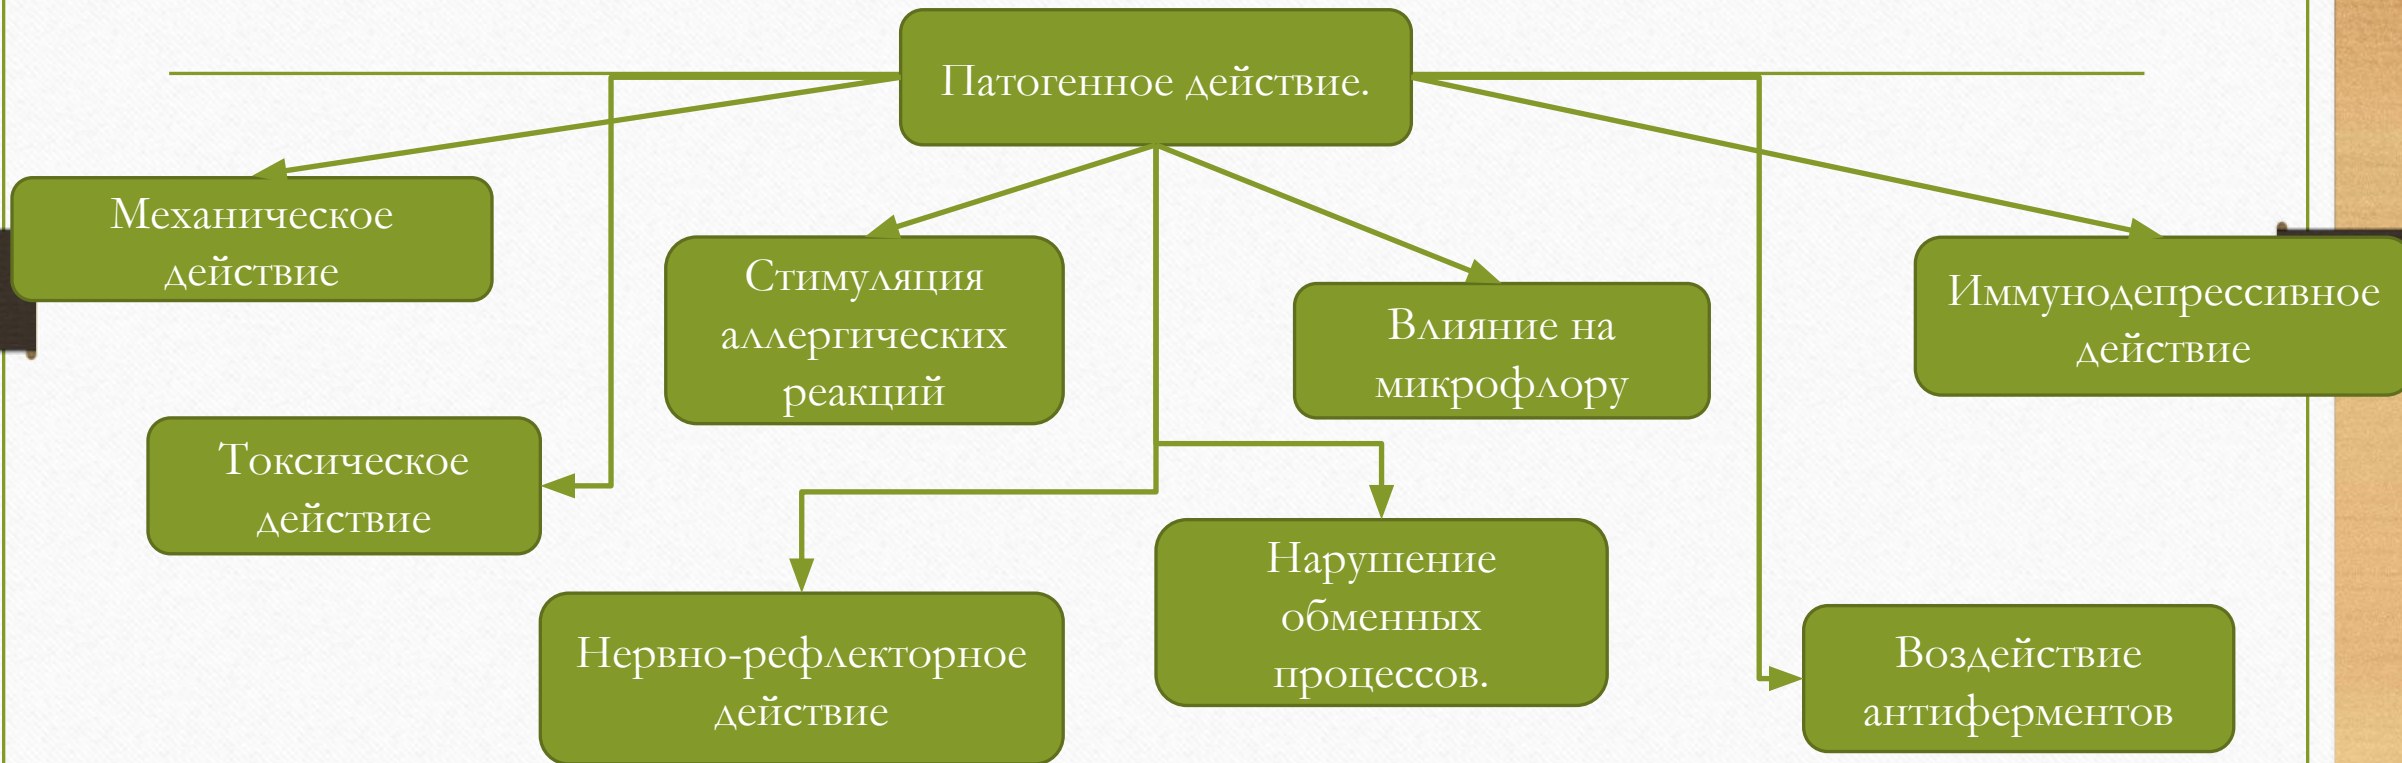 Патогенное действие.
Механическое
действие
Стимуляция
аллергических
реакций
Влияние на
микрофлору
Иммунодепрессивное
действие
Токсическое
действие
Нервно-рефлекторное
действие
Нарушение
обменных
процессов.
Воздействие
антиферментов